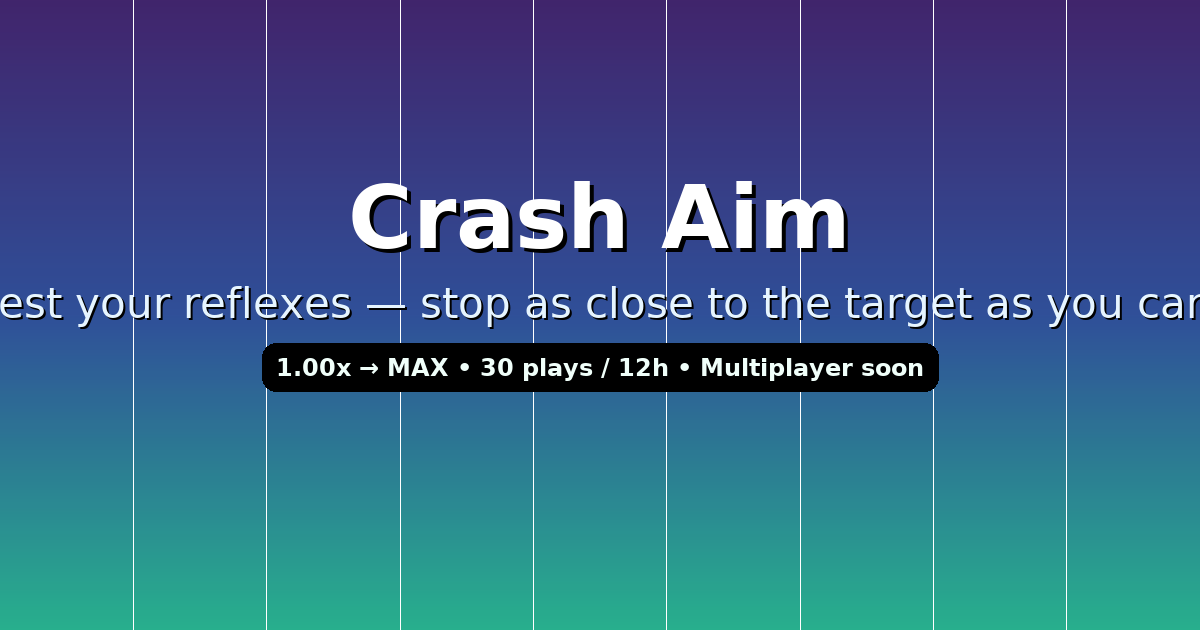 Crash Aim
est your reflexes — stop as close to the target as you can
1.00x → MAX • 30 plays / 12h • Multiplayer soon